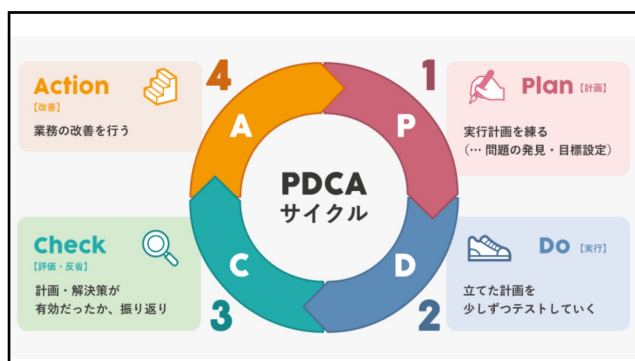 PDCA
サイクル
1
P
Plan【計画】
実行計画を練る
(… 問題の発見・目標設定)
2
D
Do【実行】
立てた計画を
少しずつテストしていく
3
C
Check
【評価・反省】
計画・解決策が
有効だったか、振り返り
4
A
Action
【改善】
業務の改善を行う